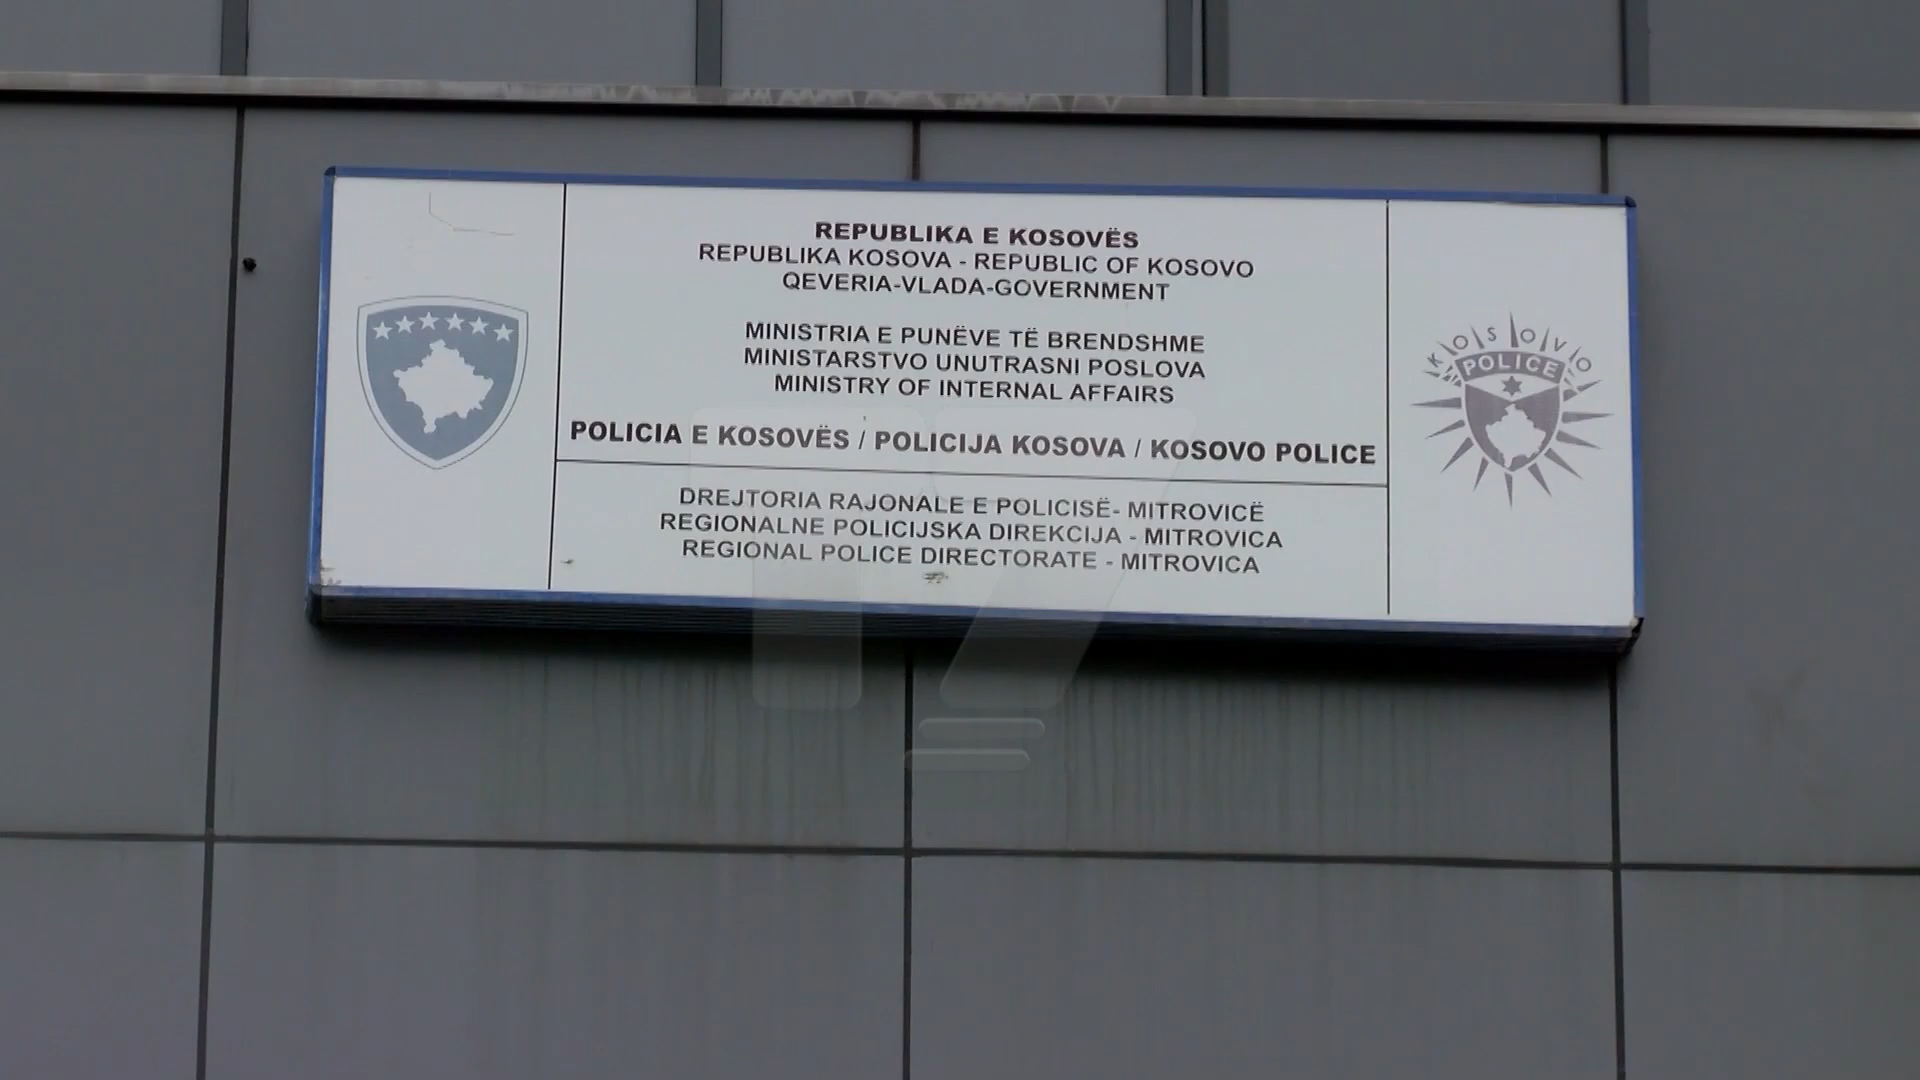 REPUBLIKA E KOSOVËS
REPUBLIKA KOSOVA - REPUBLIC OF KOSOVO
QEVERIA-VLADA-GOVERNMENT
MINISTRIA E PUNËVE TË BRENDSHME
MINISTARSTVO UNUTRASNI POSLOVA
MINISTRY OF INTERNAL AFFAIRS
POLICIA E KOSOVËS / POLICIJA KOSOVA / KOSOVO POLICE
DREJTORIA RAJONALE E POLICISË- MITROVICË
REGIONALNE POLICIJSKA DIREKCIJA - MITROVICA
REGIONAL POLICE DIRECTORATE - MITROVICA
KOSOVO
POLICE